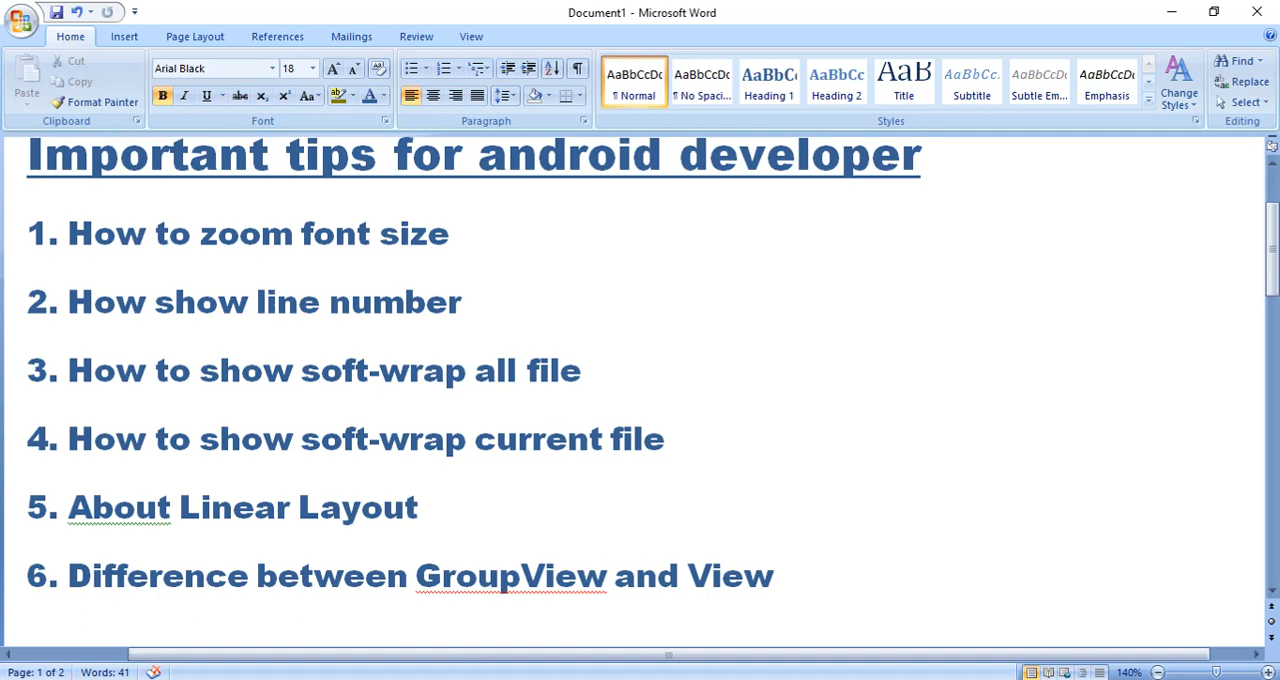 Document1 - Microsoft Word
Home Insert Page Layout References Mailings Review View
Paste
Cut
Copy
Format Painter
Clipboard
Arial Black 18
Font
Paragraph
AaBbCcDc AaBbCcDc AaBbC AaBbCc AaB AaBbCc. AaBbCcDc AaBbCcDc
¶ Normal ¶ No Spaci... Heading 1 Heading 2 Title Subtitle Subtle Em... Emphasis
Change Styles
Styles
Find
Replace
Select
Editing
Important tips for android developer
1. How to zoom font size
2. How show line number
3. How to show soft-wrap all file
4. How to show soft-wrap current file
5. About Linear Layout
6. Difference between GroupView and View
Page: 1 of 2 Words: 41 140%